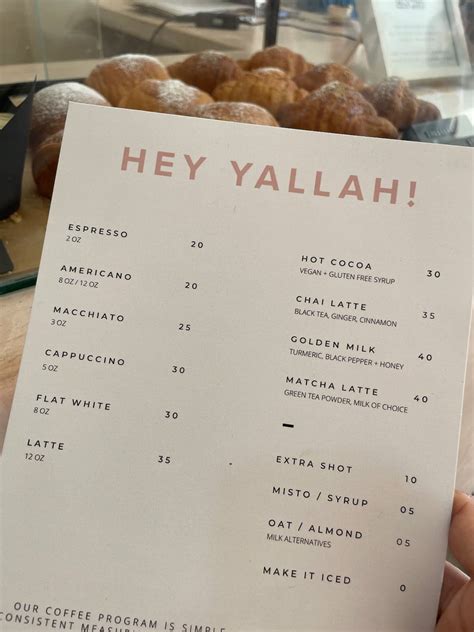 HEY YALLAH!
ESPRESSO 20
2 OZ
AMERICANO 20
8 OZ / 12 OZ
MACCHIATO 25
3 OZ
CAPPUCCINO 30
5 OZ
FLAT WHITE 30
8 OZ
LATTE 35
12 OZ
HOT COCOA 30
VEGAN + GLUTEN FREE SYRUP
CHAI LATTE 35
BLACK TEA, GINGER, CINNAMON
GOLDEN MILK 40
TURMERIC, BLACK PEPPER + HONEY
MATCHA LATTE 40
GREEN TEA POWDER, MILK OF CHOICE
EXTRA SHOT 10
MISTO / SYRUP 05
OAT / ALMOND 05
MILK ALTERNATIVES
MAKE IT ICED 0
OUR COFFEE PROGRAM IS SIMPLE
CONSISTENT